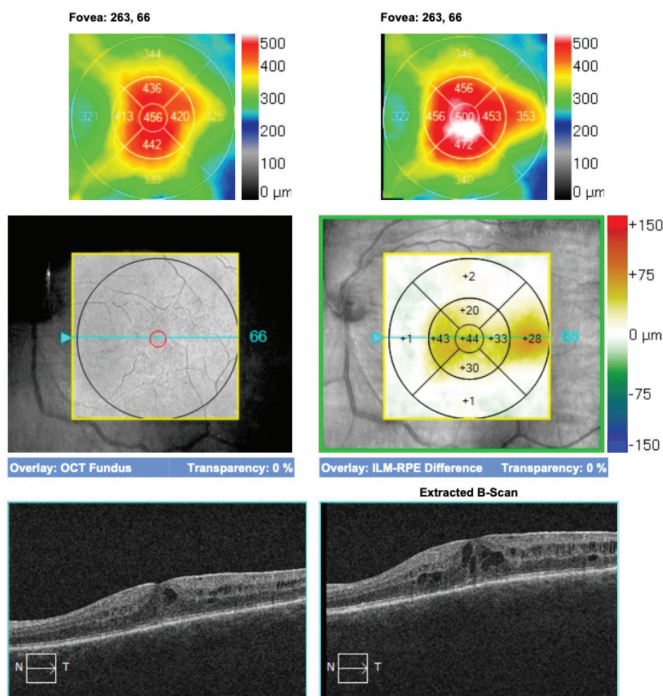 Fovea: 263, 66
Fovea: 263, 66
344
436
321 413 456 420 325
442
339
500
400
300
200
100
0 µm
346
456
322 456 500 453 353
472
340
500
400
300
200
100
0 µm
66
+2
+20
+1 +43 +44 +33 +28
+30
+1
+150
+75
0 µm
-75
-150
Overlay: OCT Fundus Transparency: 0 %
Overlay: ILM-RPE Difference Transparency: 0 %
Extracted B-Scan
N T
N T